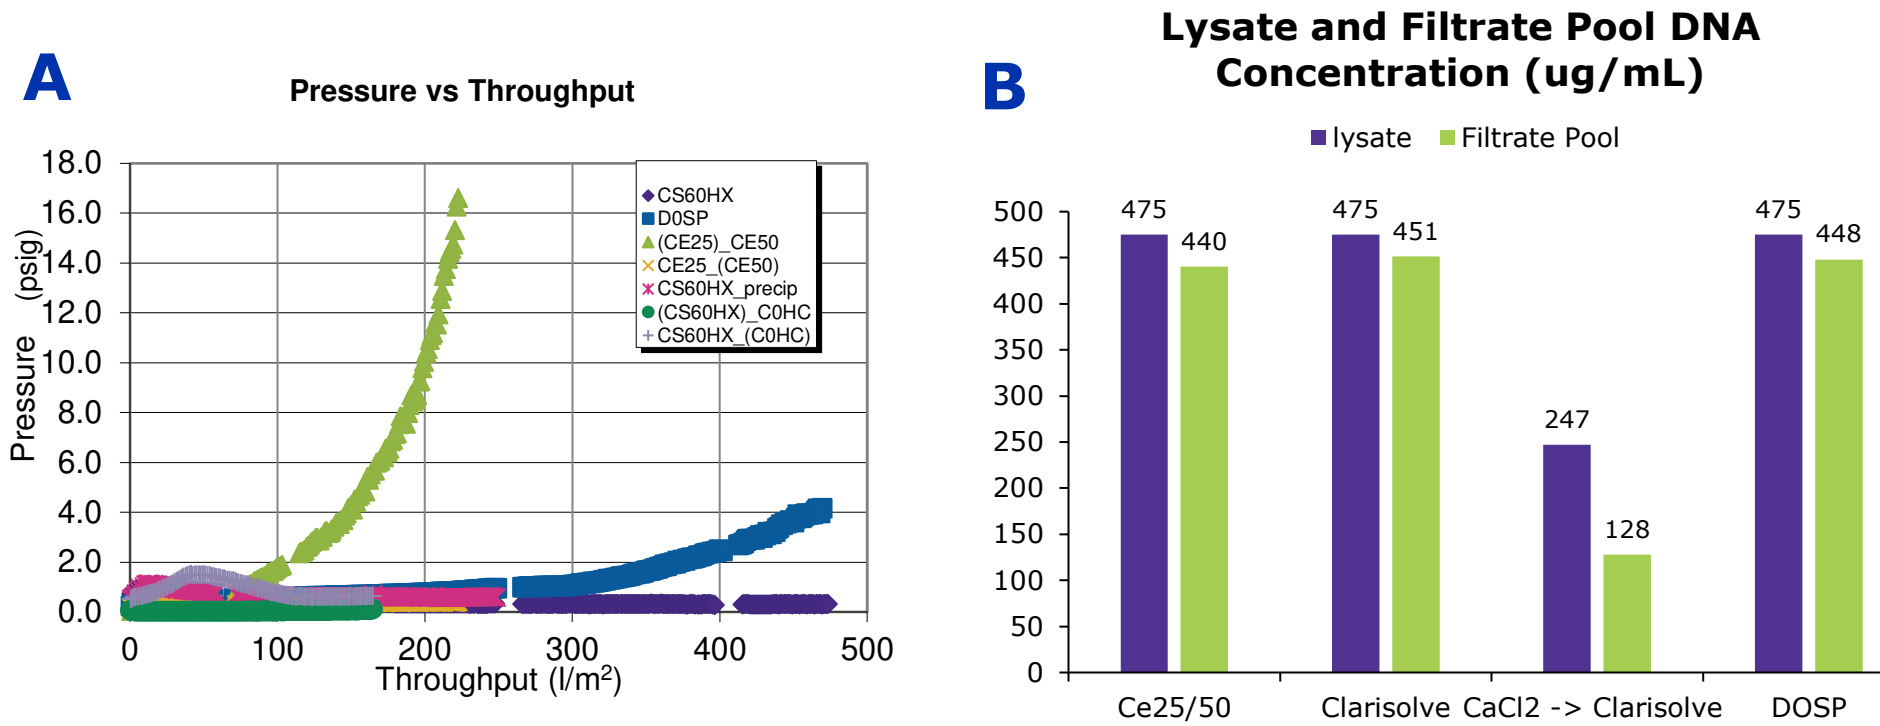 A
Pressure vs Throughput
Pressure (psig)
18.0
16.0
14.0
12.0
10.0
8.0
6.0
4.0
2.0
0.0
0 100 200 300 400 500
Throughput (l/m²)
CS60HX
D0SP
(CE25)_CE50
CE25_(CE50)
CS60HX_precip
(CS60HX)_C0HC
CS60HX_(C0HC)
B
Lysate and Filtrate Pool DNA
Concentration (ug/mL)
lysate Filtrate Pool
500
450
400
350
300
250
200
150
100
50
0
475 440 475 451 247 128 475 448
Ce25/50 Clarisolve CaCl2 -> Clarisolve DOSP